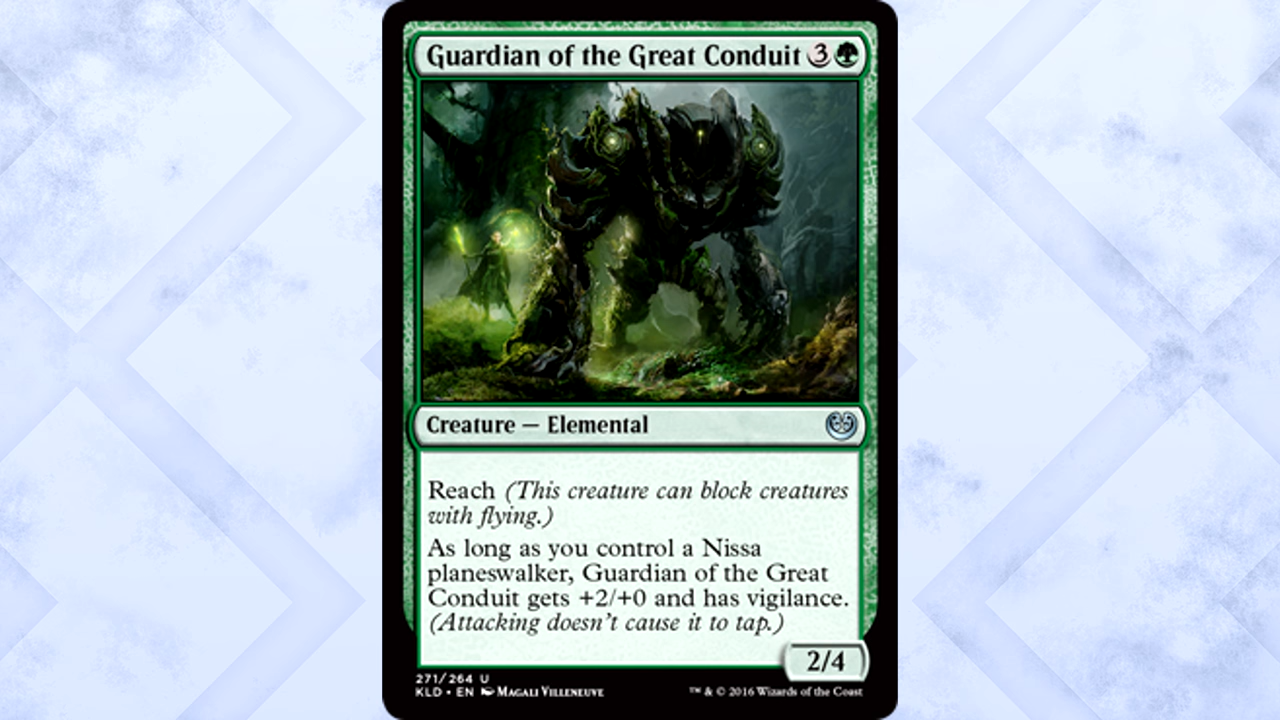 Guardian of the Great Conduit 3
Creature — Elemental
Reach (This creature can block creatures
with flying.)
As long as you control a Nissa
planeswalker, Guardian of the Great
Conduit gets +2/+0 and has vigilance.
(Attacking doesn't cause it to tap.)
2/4
271/264 U
KLD • EN Magali Villeneuve
™ & © 2016 Wizards of the Coast